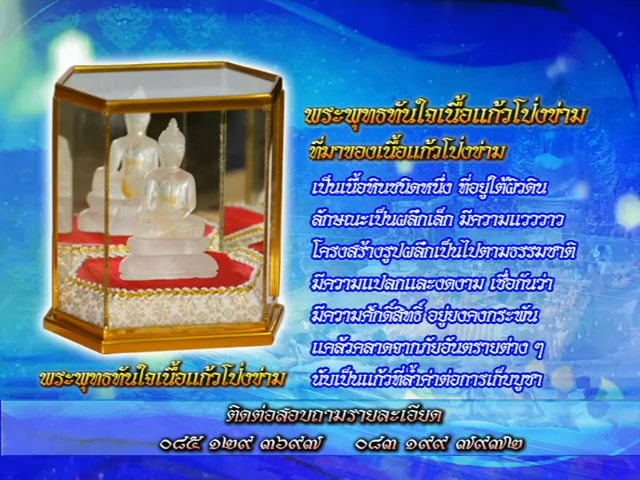 พระพุทธทันใจเนื้อแก้วโป่งข่าม
ที่มาของเนื้อแก้วโป่งข่าม
เป็นเนื้อหินชนิดหนึ่ง ที่อยู่ใต้ผิวดิน
ลักษณะเป็นผลึกเล็ก มีความแวววาว
โครงสร้างรูปผลึกเป็นไปตามธรรมชาติ
มีความแปลกและงดงาม เชื่อกันว่า
มีความศักดิ์สิทธิ์ อยู่ยงคงกระพัน
แคล้วคลาดจากภัยอันตรายต่าง ๆ
นับเป็นแก้วที่ล้ำค่าต่อการเก็บบูชา
พระพุทธทันใจเนื้อแก้วโป่งข่าม
ติดต่อสอบถามรายละเอียด
๐๘๕ ๑๒๙ ๓๖๙๗ ๐๘๓ ๑๙๙ ๗๙๗๒